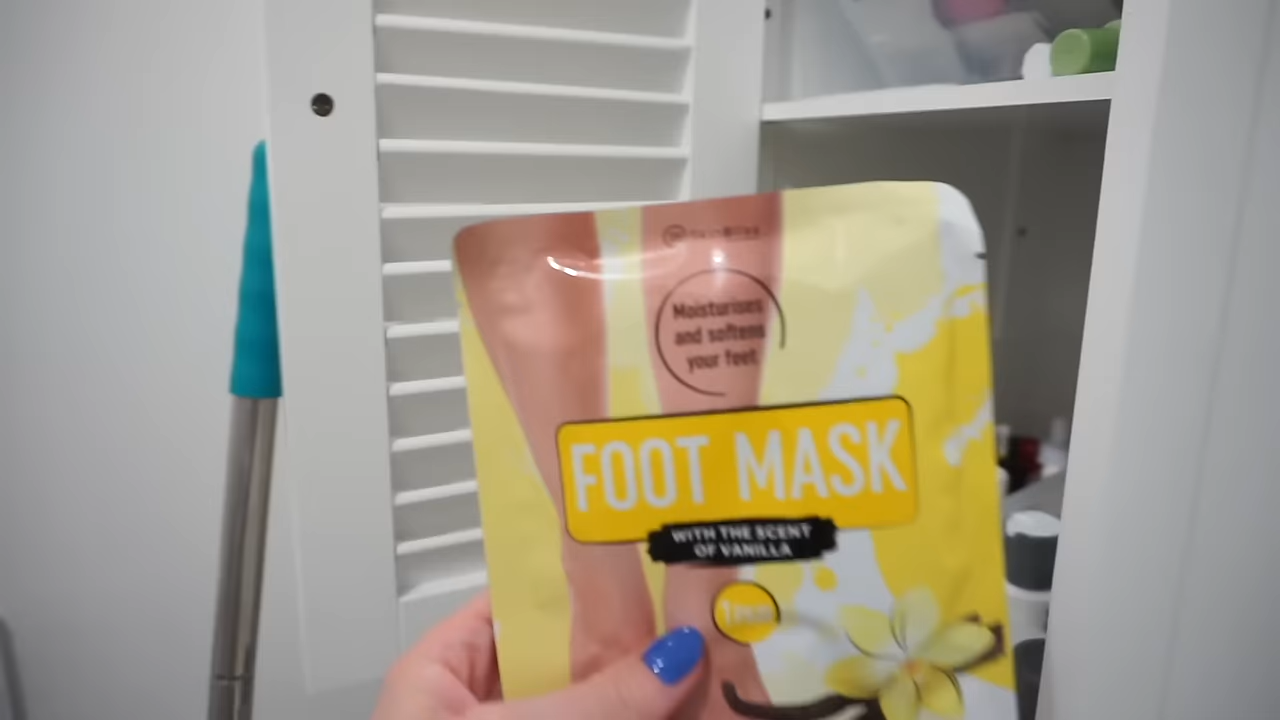 Moisturises
and softens
your feet
FOOT MASK
WITH THE SCENT
OF VANILLA